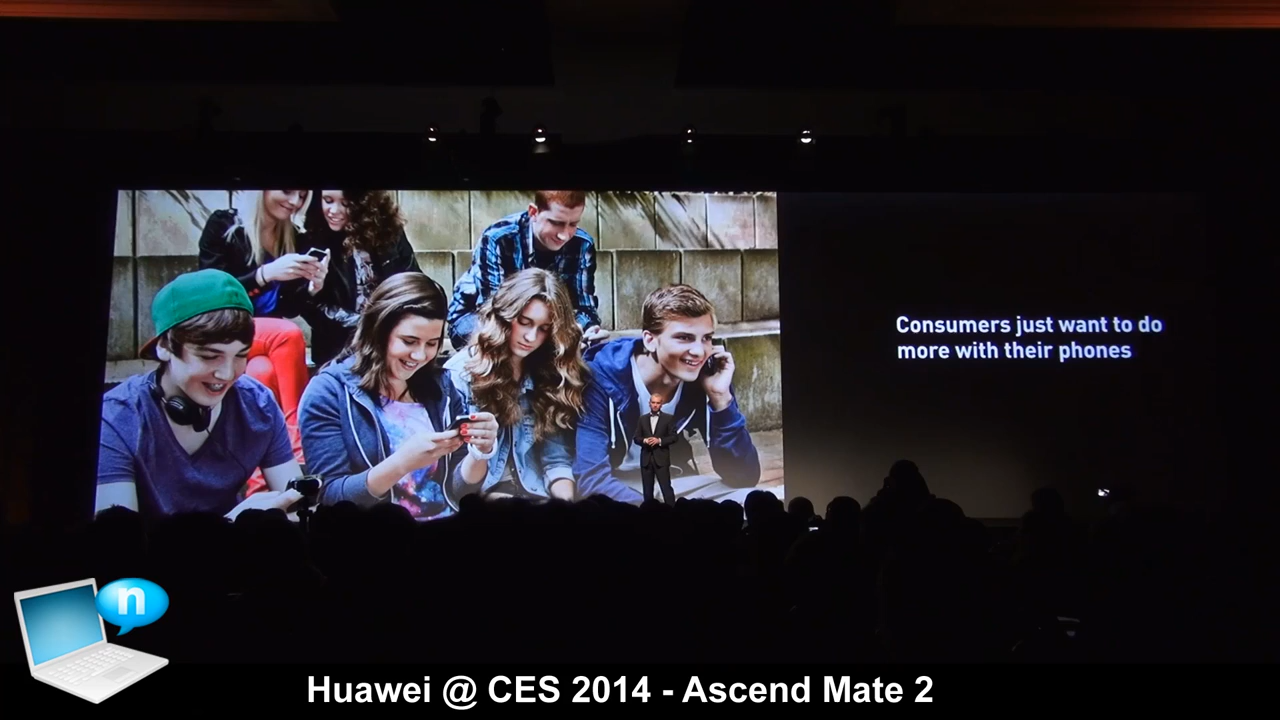 Consumers just want to do
more with their phones
n
Huawei @ CES 2014 - Ascend Mate 2